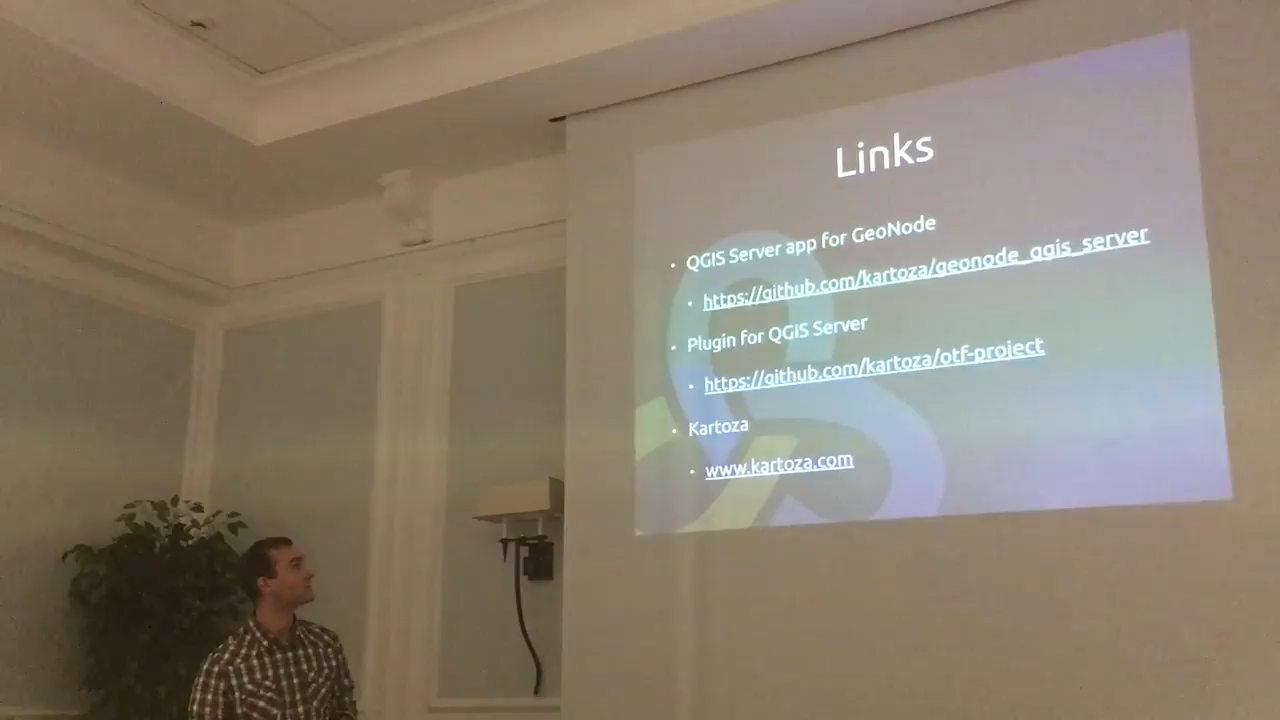 Links
QGIS Server app for GeoNode
https://github.com/kartoza/geonode_qgis_server
Plugin for QGIS Server
https://github.com/kartoza/otf-project
Kartoza
www.kartoza.com